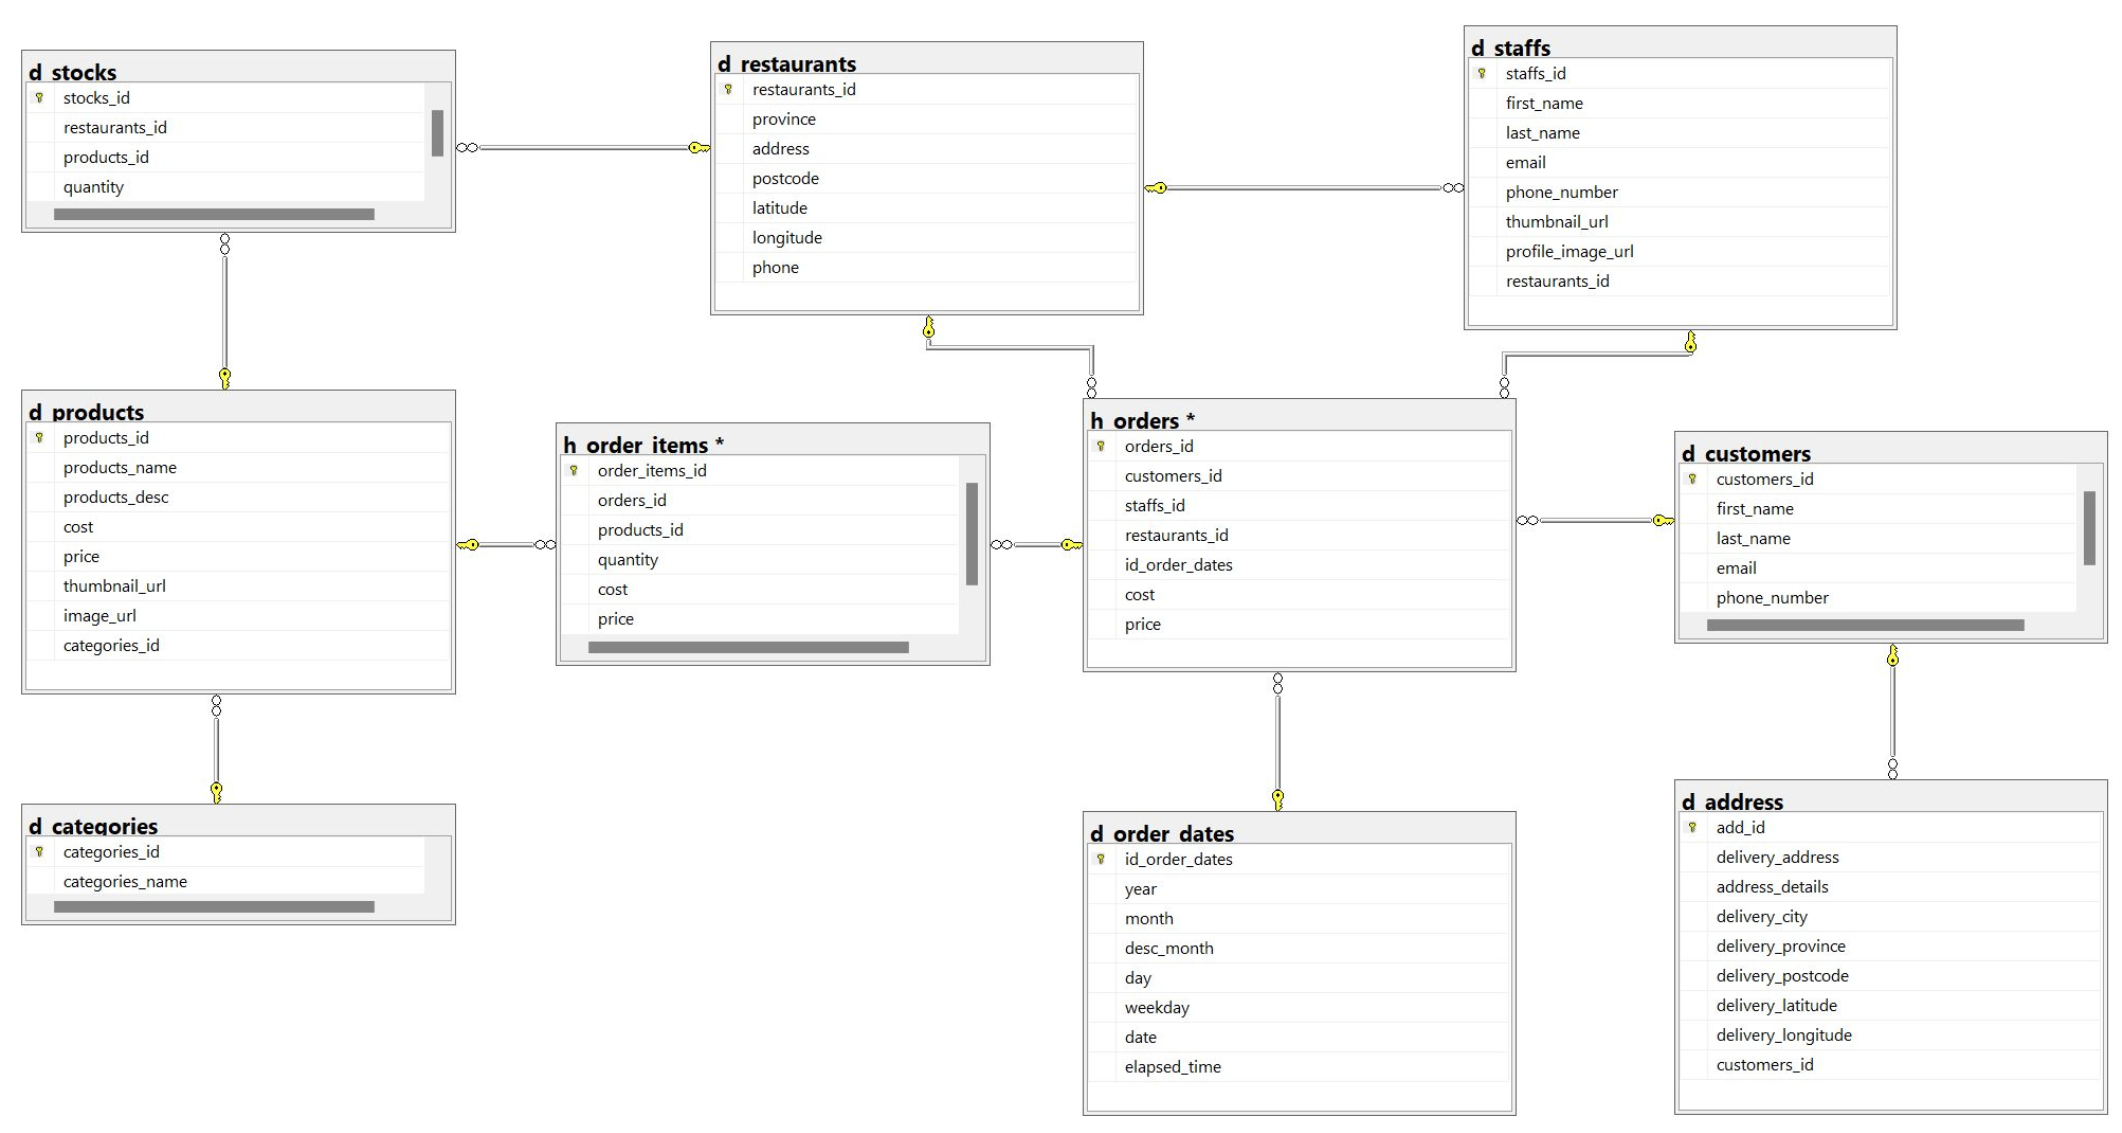 d_stocks
stocks_id
restaurants_id
products_id
quantity
d_restaurants
restaurants_id
province
address
postcode
latitude
longitude
phone
d_staffs
staffs_id
first_name
last_name
email
phone_number
thumbnail_url
profile_image_url
restaurants_id
d_products
products_id
products_name
products_desc
cost
price
thumbnail_url
image_url
categories_id
h_order_items *
order_items_id
orders_id
products_id
quantity
cost
price
h_orders *
orders_id
customers_id
staffs_id
restaurants_id
id_order_dates
cost
price
d_customers
customers_id
first_name
last_name
email
phone_number
d_categories
categories_id
categories_name
d_order_dates
id_order_dates
year
month
desc_month
day
weekday
date
elapsed_time
d_address
add_id
delivery_address
address_details
delivery_city
delivery_province
delivery_postcode
delivery_latitude
delivery_longitude
customers_id